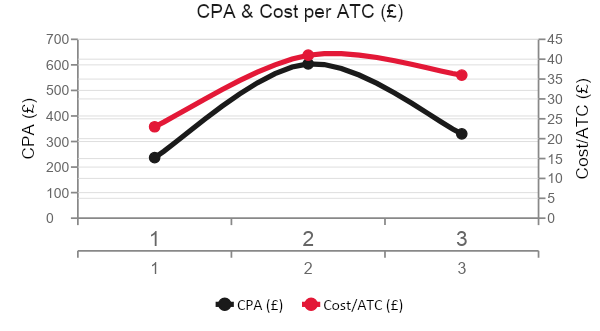 CPA & Cost per ATC (£)
700 45
600 40
500 35
400 30
300 25
200 20
100 15
0 10
5
0
CPA (£)
Cost/ATC (£)
1 2 3
1 2 3
CPA (£) Cost/ATC (£)